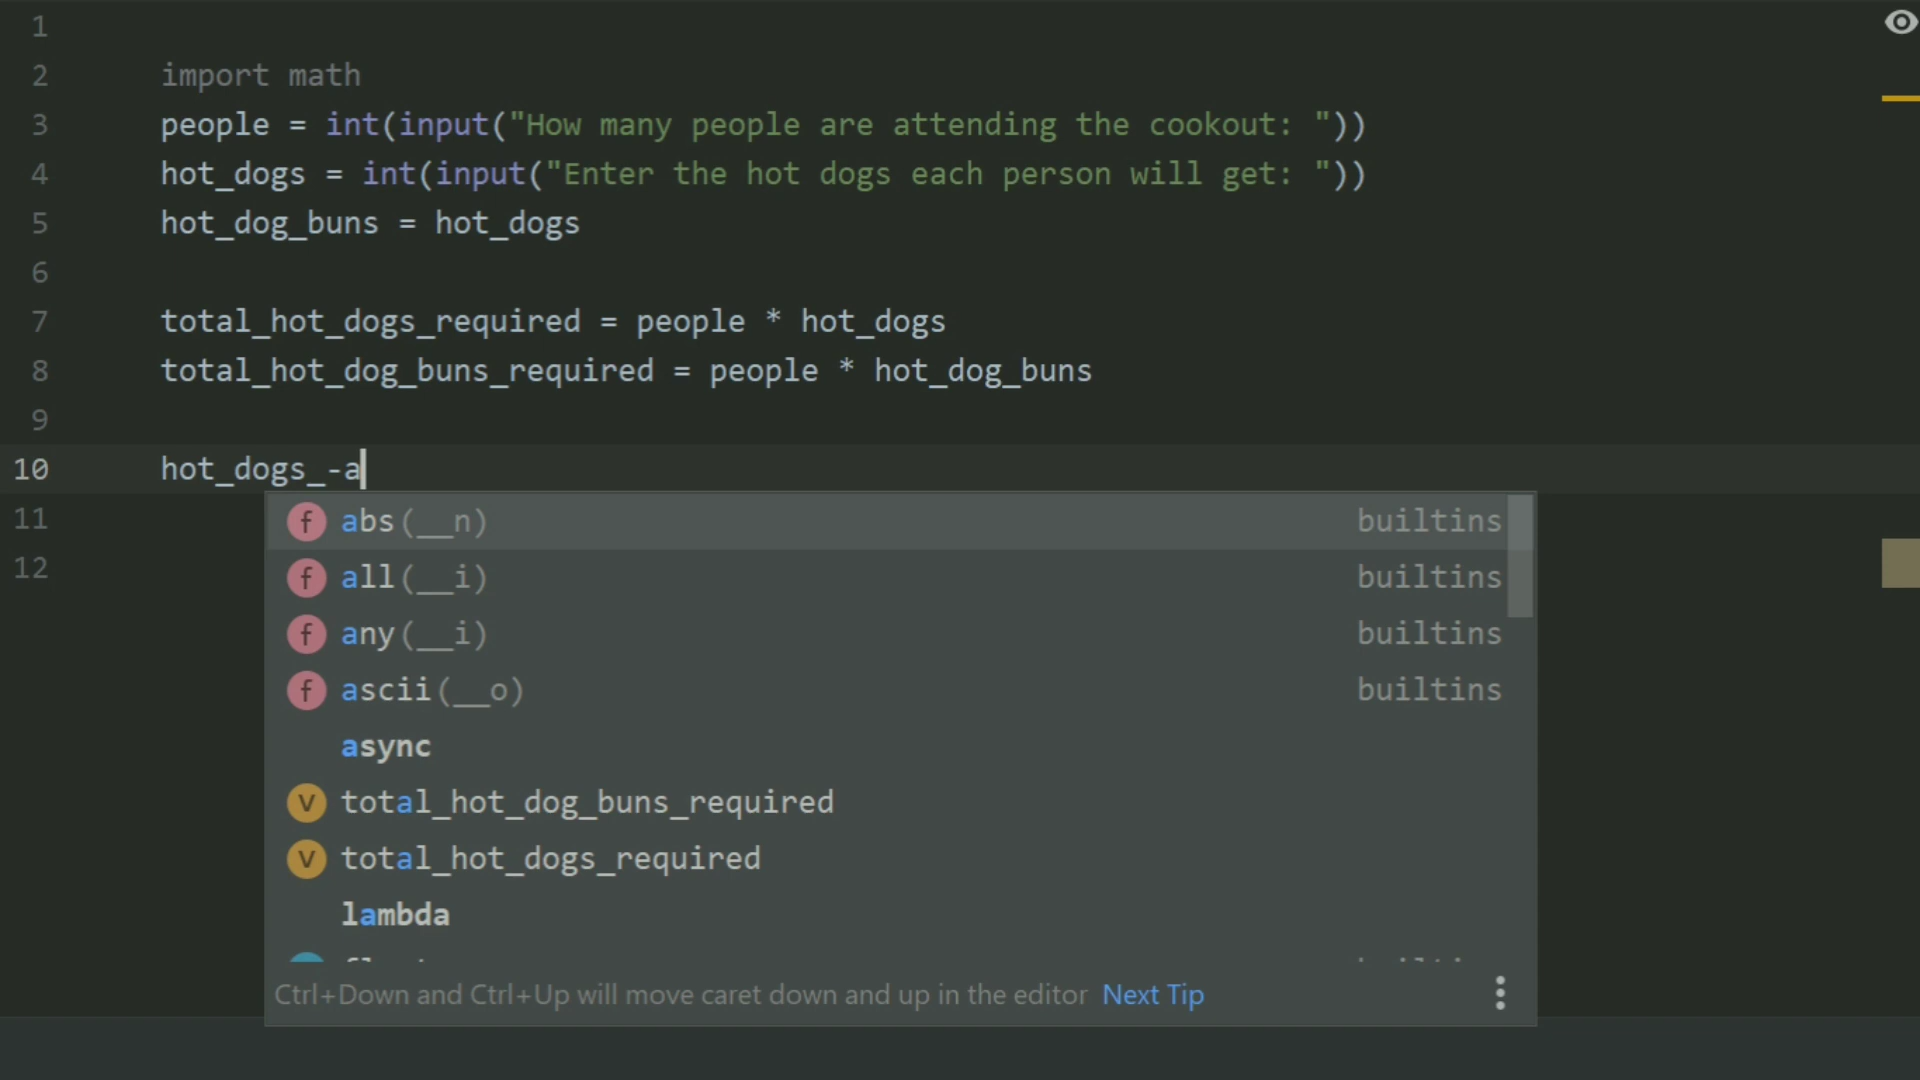 1
2 import math
3 people = int(input("How many people are attending the cookout: "))
4 hot_dogs = int(input("Enter the hot dogs each person will get: "))
5 hot_dog_buns = hot_dogs
6
7 total_hot_dogs_required = people * hot_dogs
8 total_hot_dog_buns_required = people * hot_dog_buns
9
10 hot_dogs_-a
11
12
f abs(__n) builtins
f all(__i) builtins
f any(__i) builtins
f ascii(__o) builtins
async
V total_hot_dog_buns_required
V total_hot_dogs_required
lambda
Ctrl+Down and Ctrl+Up will move caret down and up in the editor Next Tip